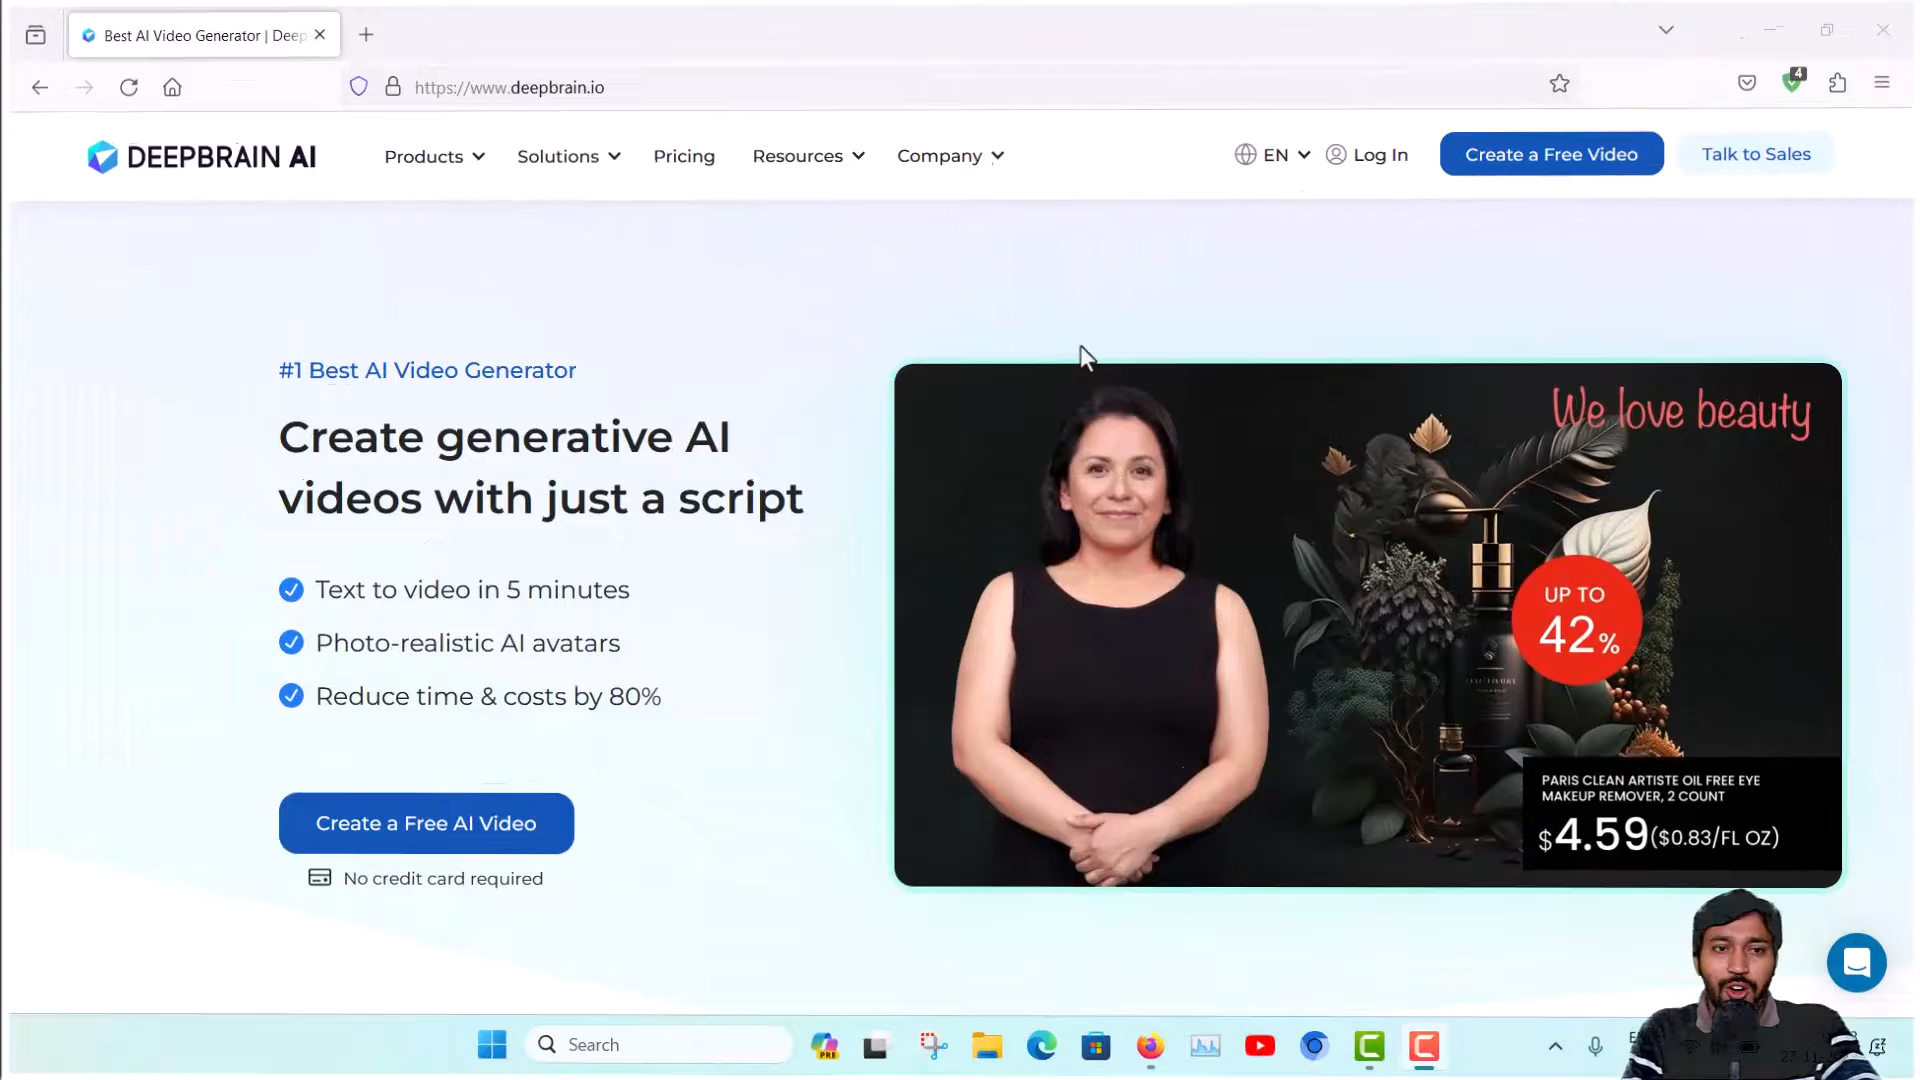 Best AI Video Generator | Deep
https://www.deepbrain.io
4
DEEPBRAIN AI
Products
Solutions
Pricing
Resources
Company
EN
Log In
Create a Free Video
Talk to Sales
#1 Best AI Video Generator
Create generative AI
videos with just a script
Text to video in 5 minutes
Photo-realistic AI avatars
Reduce time & costs by 80%
Create a Free AI Video
No credit card required
We love beauty
UP TO
42%
PARIS CLEAN ARTISTE OIL FREE EYE
MAKEUP REMOVER, 2 COUNT
$4.59($0.83/FL OZ)
Search
PRE